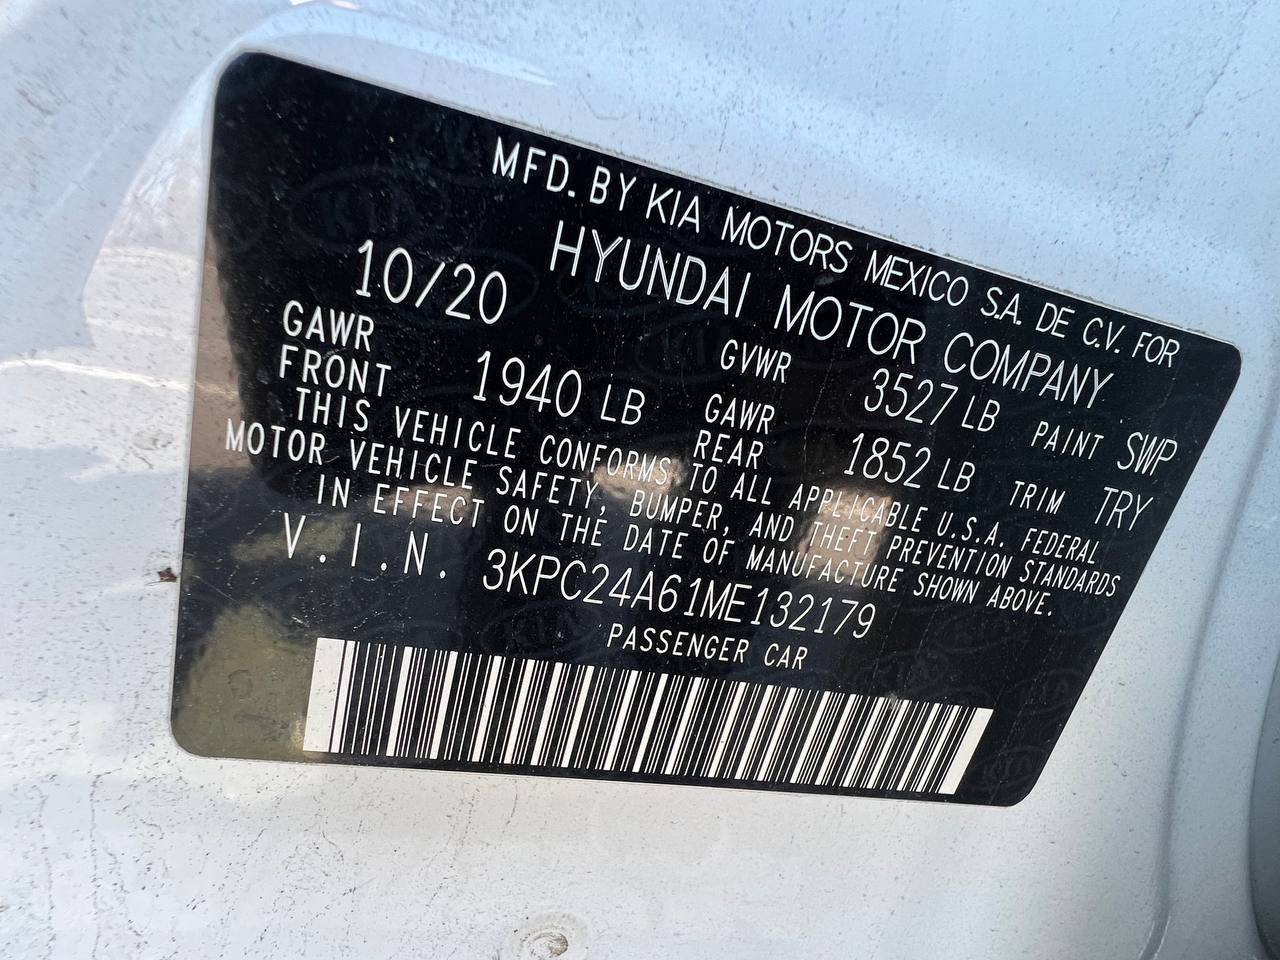 MFD. BY KIA MOTORS MEXICO S.A. DE C.V. FOR
HYUNDAI MOTOR COMPANY
10/20 GVWR 3527 LB PAINT SWP
GAWR FRONT 1940 LB GAWR REAR 1852 LB TRIM TRY
THIS VEHICLE CONFORMS TO ALL APPLICABLE U.S.A. FEDERAL
MOTOR VEHICLE SAFETY, BUMPER, AND THEFT PREVENTION STANDARDS
IN EFFECT ON THE DATE OF MANUFACTURE SHOWN ABOVE.
V.I.N. 3KPC24A61ME132179
PASSENGER CAR